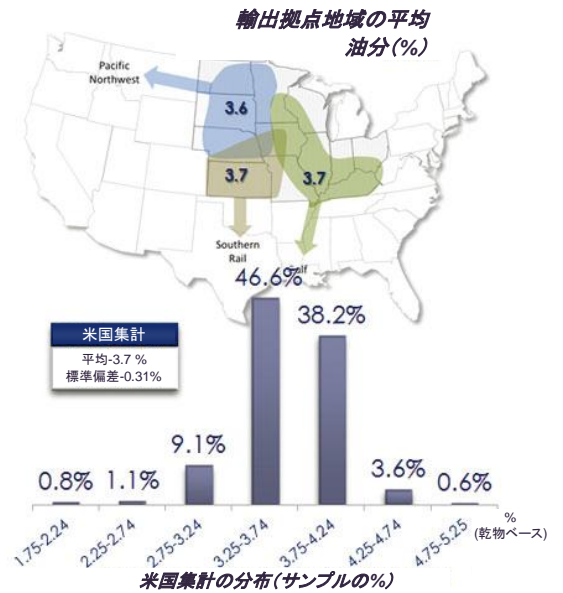 輸出拠点地域の平均
油分(%)
Pacific
Northwest
3.6
3.7
3.7
Southern
Rail
Gulf
46.6%
38.2%
米国集計
平均-3.7 %
標準偏差-0.31%
9.1%
0.8%
1.1%
3.6%
0.6%
1.75-2.24
2.25-2.74
2.75-3.24
3.25-3.74
3.75-4.24
4.25-4.74
4.75-5.25
%
(乾物ベース)
米国集計の分布(サンプルの%)